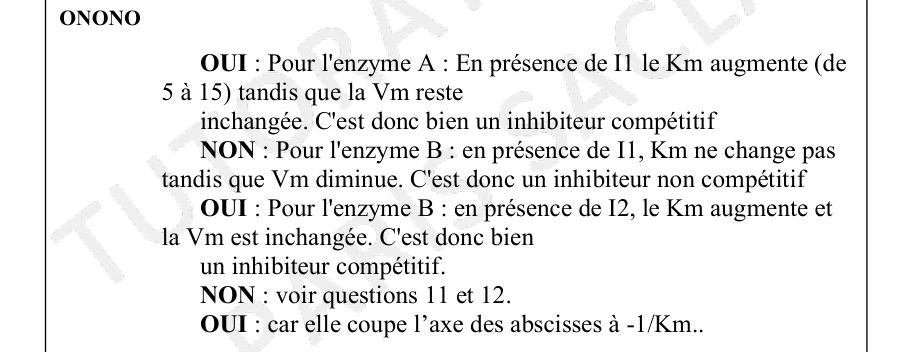 ONONO
OUI : Pour l'enzyme A : En présence de I1 le Km augmente (de
5 à 15) tandis que la Vm reste
inchangée. C'est donc bien un inhibiteur compétitif
NON : Pour l'enzyme B : en présence de I1, Km ne change pas
tandis que Vm diminue. C'est donc un inhibiteur non compétitif
OUI : Pour l'enzyme B : en présence de I2, le Km augmente et
la Vm est inchangée. C'est donc bien
un inhibiteur compétitif.
NON : voir questions 11 et 12.
OUI : car elle coupe l’axe des abscisses à -1/Km..